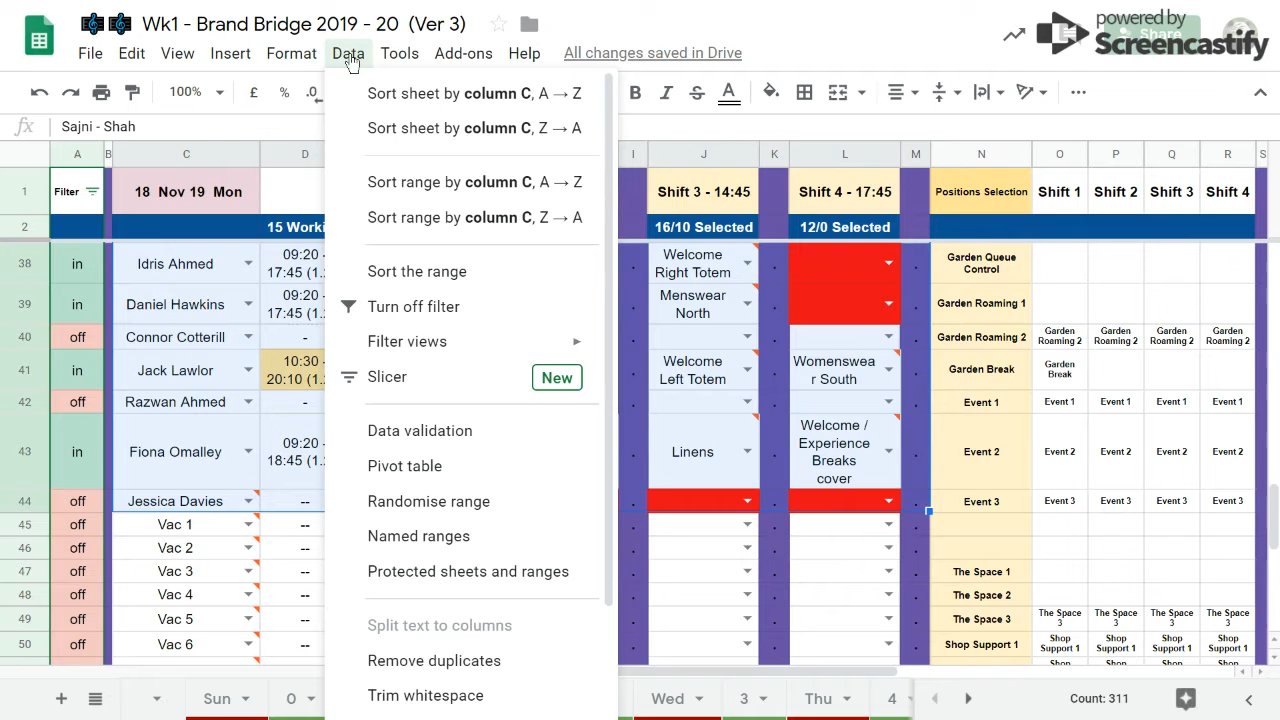 Wk1 - Brand Bridge 2019 - 20 (Ver 3)
powered by
Screencastify
Share
File Edit View Insert Format Data Tools Add-ons Help All changes saved in Drive
100% £ % .0 B I S A
fx Sajni - Shah
A B C D I J K L M N O P Q R S
1 Filter 18 Nov 19 Mon Shift 3 - 14:45 Shift 4 - 17:45 Positions Selection Shift 1 Shift 2 Shift 3 Shift 4
2 15 Worki 16/10 Selected 12/0 Selected
38 in Idris Ahmed 09:20 - . Welcome . . Garden Queue
17:45 (1. Right Totem Control
39 in Daniel Hawkins 09:20 - . Menswear . . Garden Roaming 1
17:45 (1. North
40 off Connor Cotterill - . . . Garden Roaming 2 Garden Garden Garden Garden
Roaming 2 Roaming 2 Roaming 2 Roaming 2
41 in Jack Lawlor 10:30 - . Welcome . Womenswea . Garden Break Garden
20:10 (1. Left Totem r South Break
42 off Razwan Ahmed - . . . Event 1 Event 1 Event 1 Event 1 Event 1
43 in Fiona Omalley 09:20 - . Linens . Welcome / . Event 2 Event 2 Event 2 Event 2 Event 2
18:45 (1. Experience
Breaks
cover
44 off Jessica Davies -- . . . Event 3 Event 3 Event 3 Event 3 Event 3
45 off Vac 1 -- . . .
46 off Vac 2 -- . . .
47 off Vac 3 -- . . . The Space 1
48 off Vac 4 -- . . . The Space 2
49 off Vac 5 -- . . . The Space 3 The Space The Space The Space The Space
3 3 3 3
50 off Vac 6 -- . . . Shop Support 1 Shop Shop Shop Shop
Support 1 Support 1 Support 1 Support 1
Shop Shop Shop Shop
Sort sheet by column C, A → Z
Sort sheet by column C, Z → A
Sort range by column C, A → Z
Sort range by column C, Z → A
Sort the range
Turn off filter
Filter views
Slicer New
Data validation
Pivot table
Randomise range
Named ranges
Protected sheets and ranges
Split text to columns
Remove duplicates
Trim whitespace
+ Sun 0 Wed 3 Thu 4 Count: 311